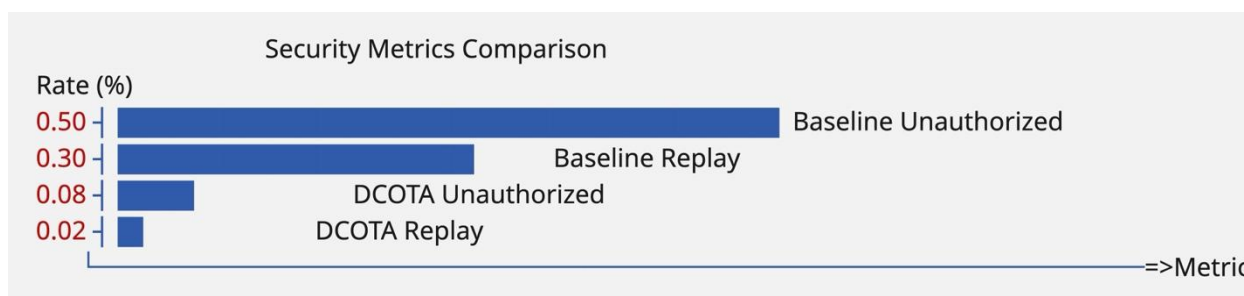 Security Metrics Comparison
Rate (%)
0.50 Baseline Unauthorized
0.30 Baseline Replay
0.08 DCOTA Unauthorized
0.02 DCOTA Replay
=>Metric